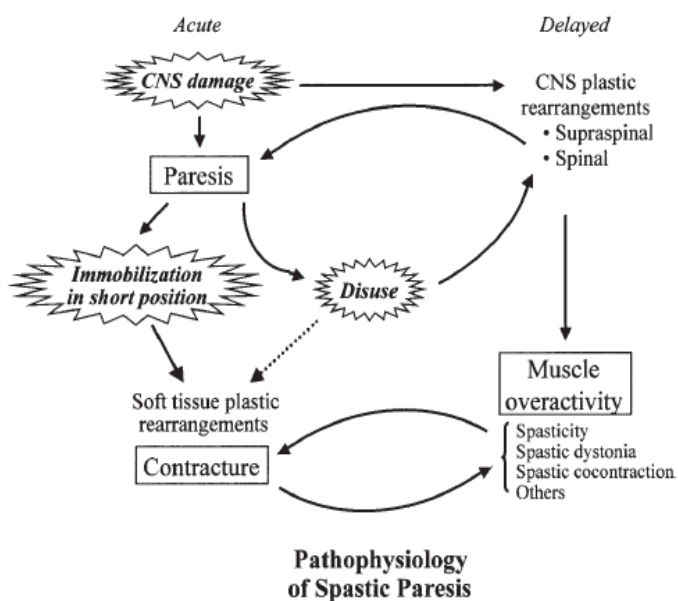 Acute
Delayed
CNS damage
CNS plastic
rearrangements
• Supraspinal
• Spinal
Paresis
Immobilization
in short position
Disuse
Soft tissue plastic
rearrangements
Contracture
Muscle
overactivity
Spasticity
Spastic dystonia
Spastic cocontraction
Others
Pathophysiology
of Spastic Paresis